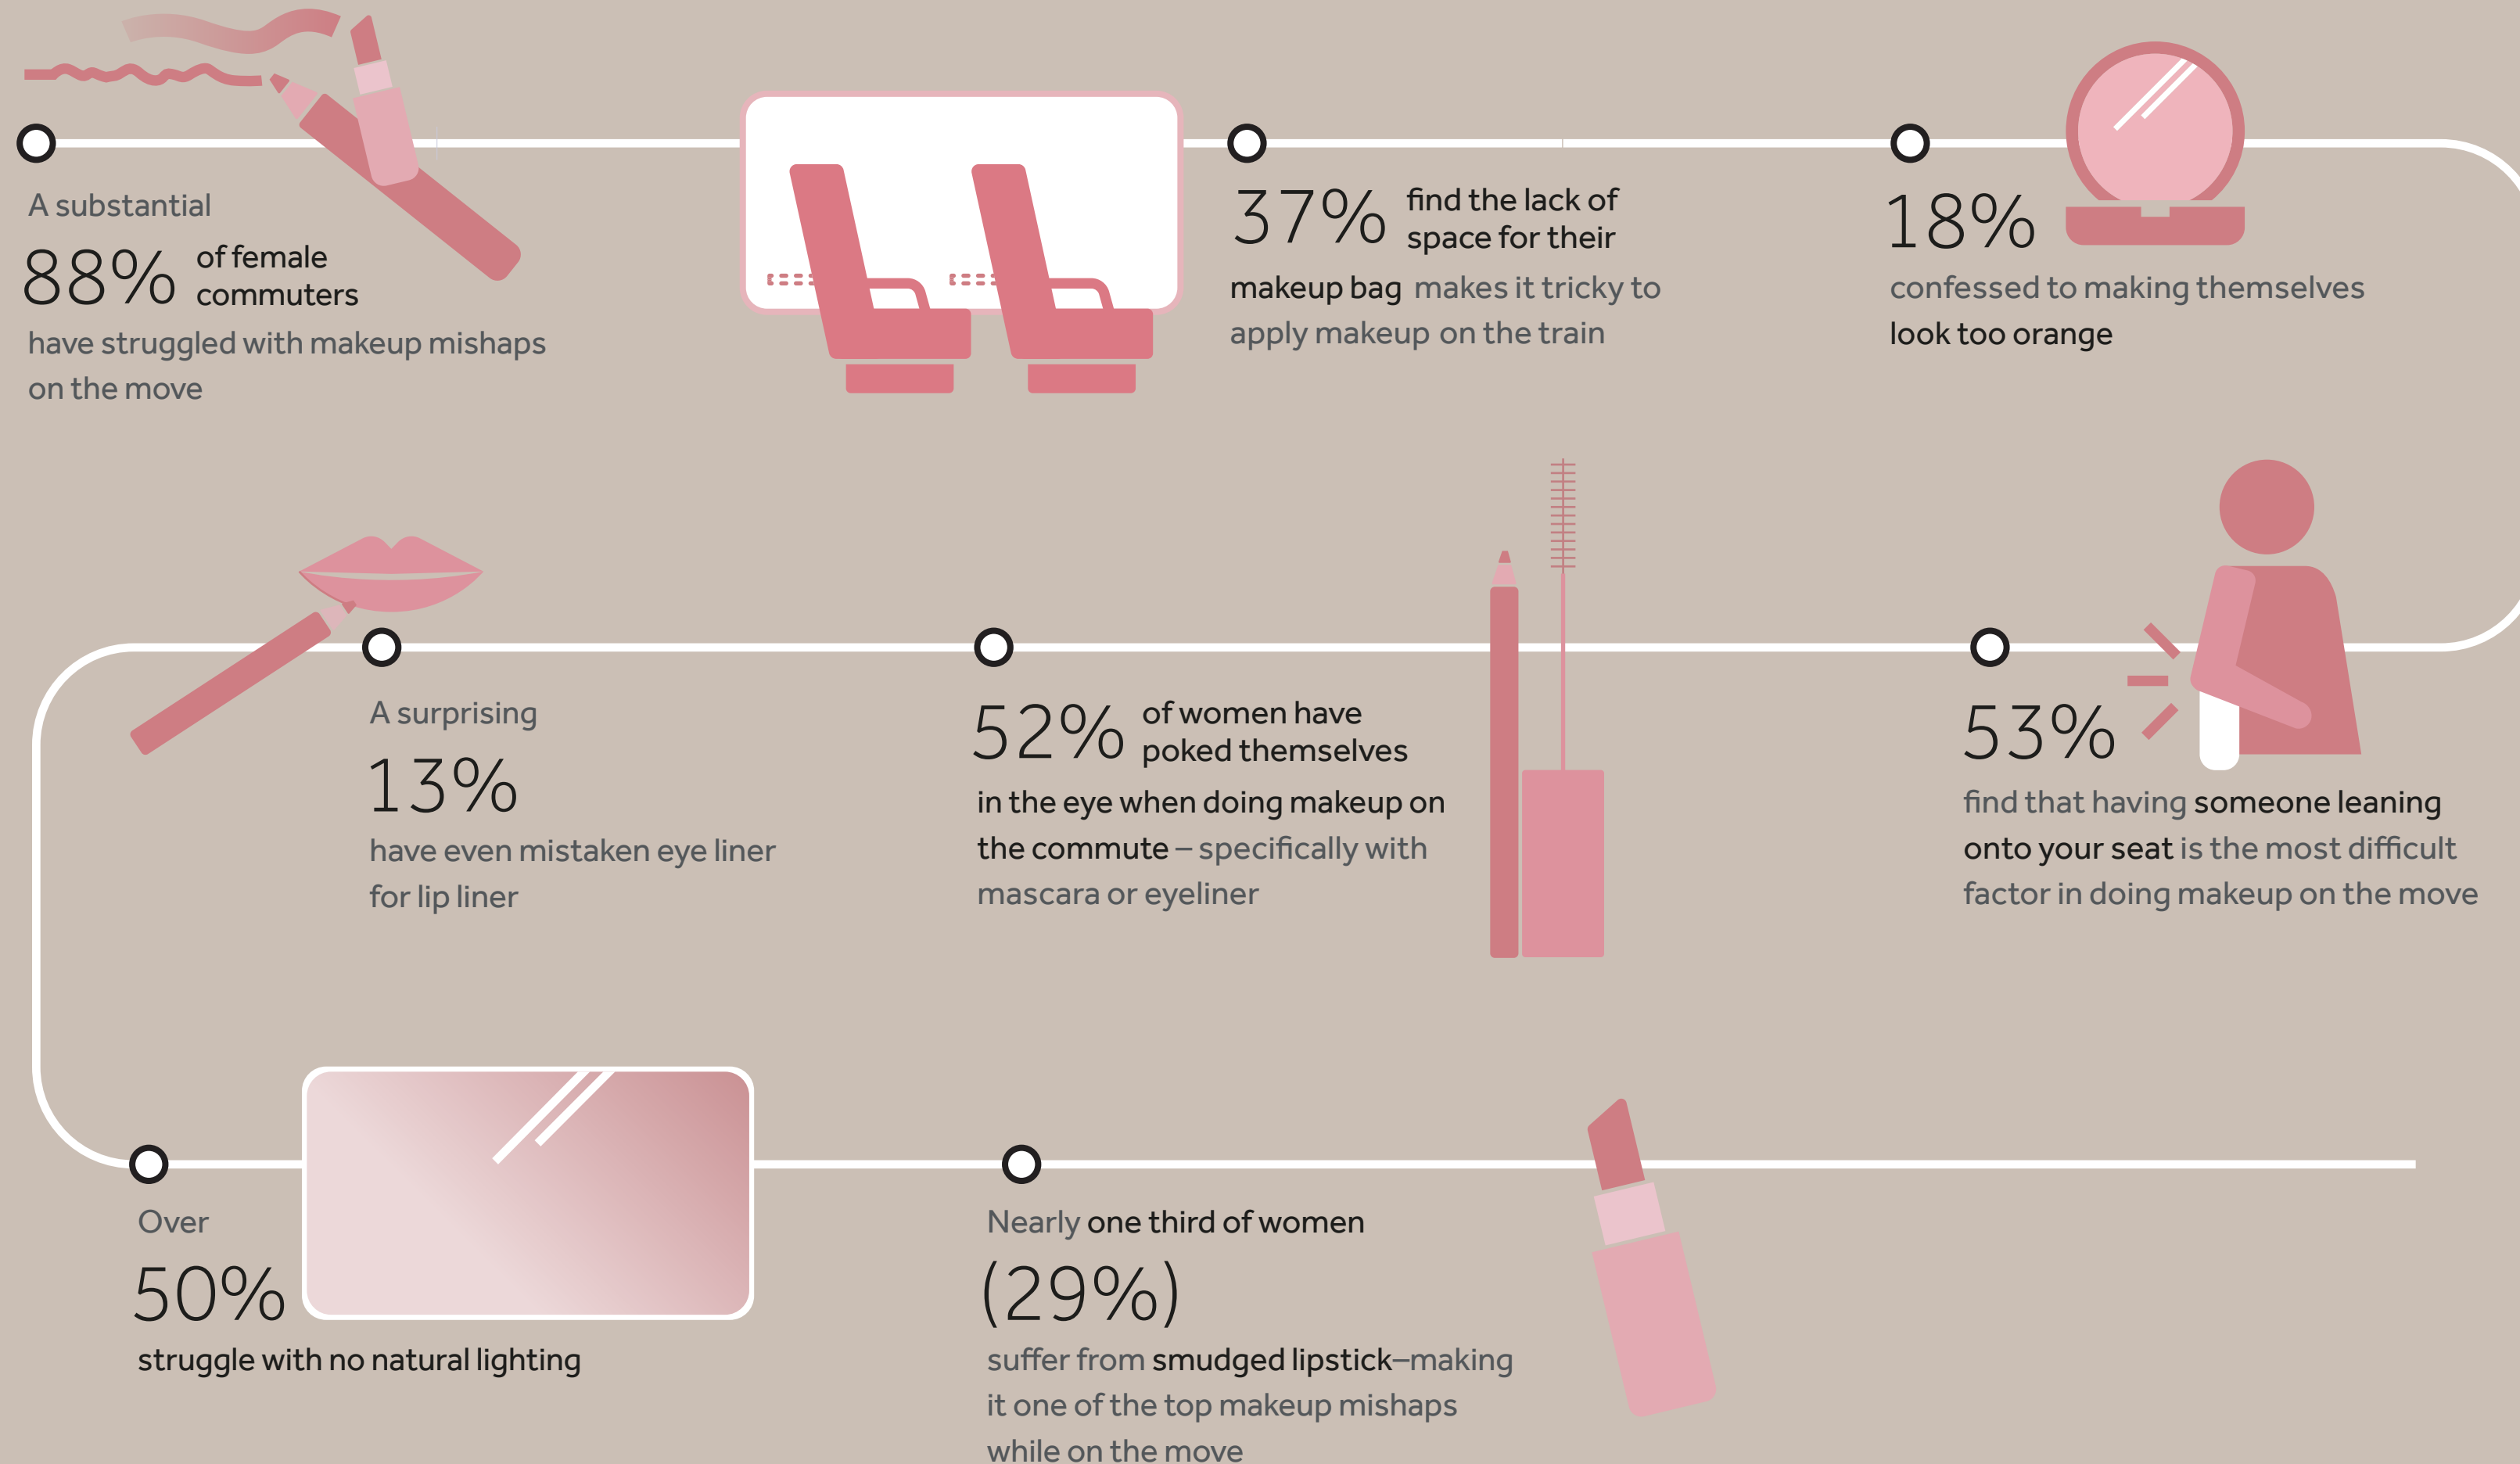 A substantial
88% of female
commuters
have struggled with makeup mishaps
on the move
37% find the lack of
space for their
makeup bag makes it tricky to
apply makeup on the train
18%
confessed to making themselves
look too orange
A surprising
13%
have even mistaken eye liner
for lip liner
52% of women have
poked themselves
in the eye when doing makeup on
the commute – specifically with
mascara or eyeliner
53%
find that having someone leaning
onto your seat is the most difficult
factor in doing makeup on the move
Over
50%
struggle with no natural lighting
Nearly one third of women
(29%)
suffer from smudged lipstick–making
it one of the top makeup mishaps
while on the move